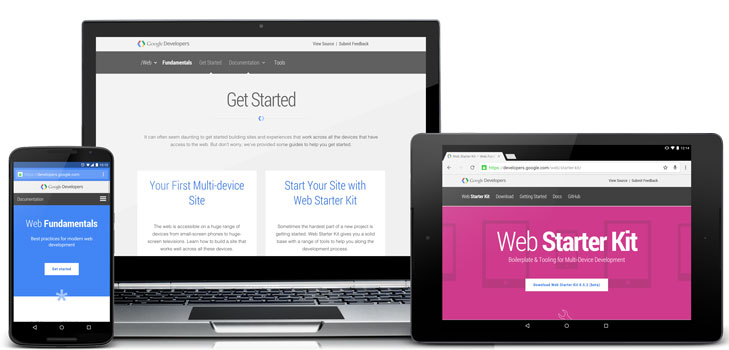 Google Developers
View Source | Submit Feedback
/Web Fundamentals Get Started Documentation Tools
Get Started
It can often seem daunting to get started building sites and experiences that work across all the devices that have
access to the web. But don't worry, we've provided some guides to help you get started.
Your First Multi-device
Site
The web is accessible on a huge range of
devices from small-screen phones to huge-
screen televisions. Learn how to build a site that
works well across all these devices.
Start Your Site with
Web Starter Kit
Sometimes the hardest part of a new project is
getting started. Web Starter Kit gives you a solid
base with a range of tools to help you along the
development process.
https://developers.google.com
Google Developers
Documentation
Web Fundamentals
Best practices for modern web
development
Get started
https://developers.google.com/web/starter-kit/
Google Developers
View Source | Submit Feedback
Web Starter Kit Download Getting Started Docs GitHub
Web Starter Kit
Boilerplate & Tooling for Multi-Device Development
Download Web Starter Kit 0.5.2 (beta)